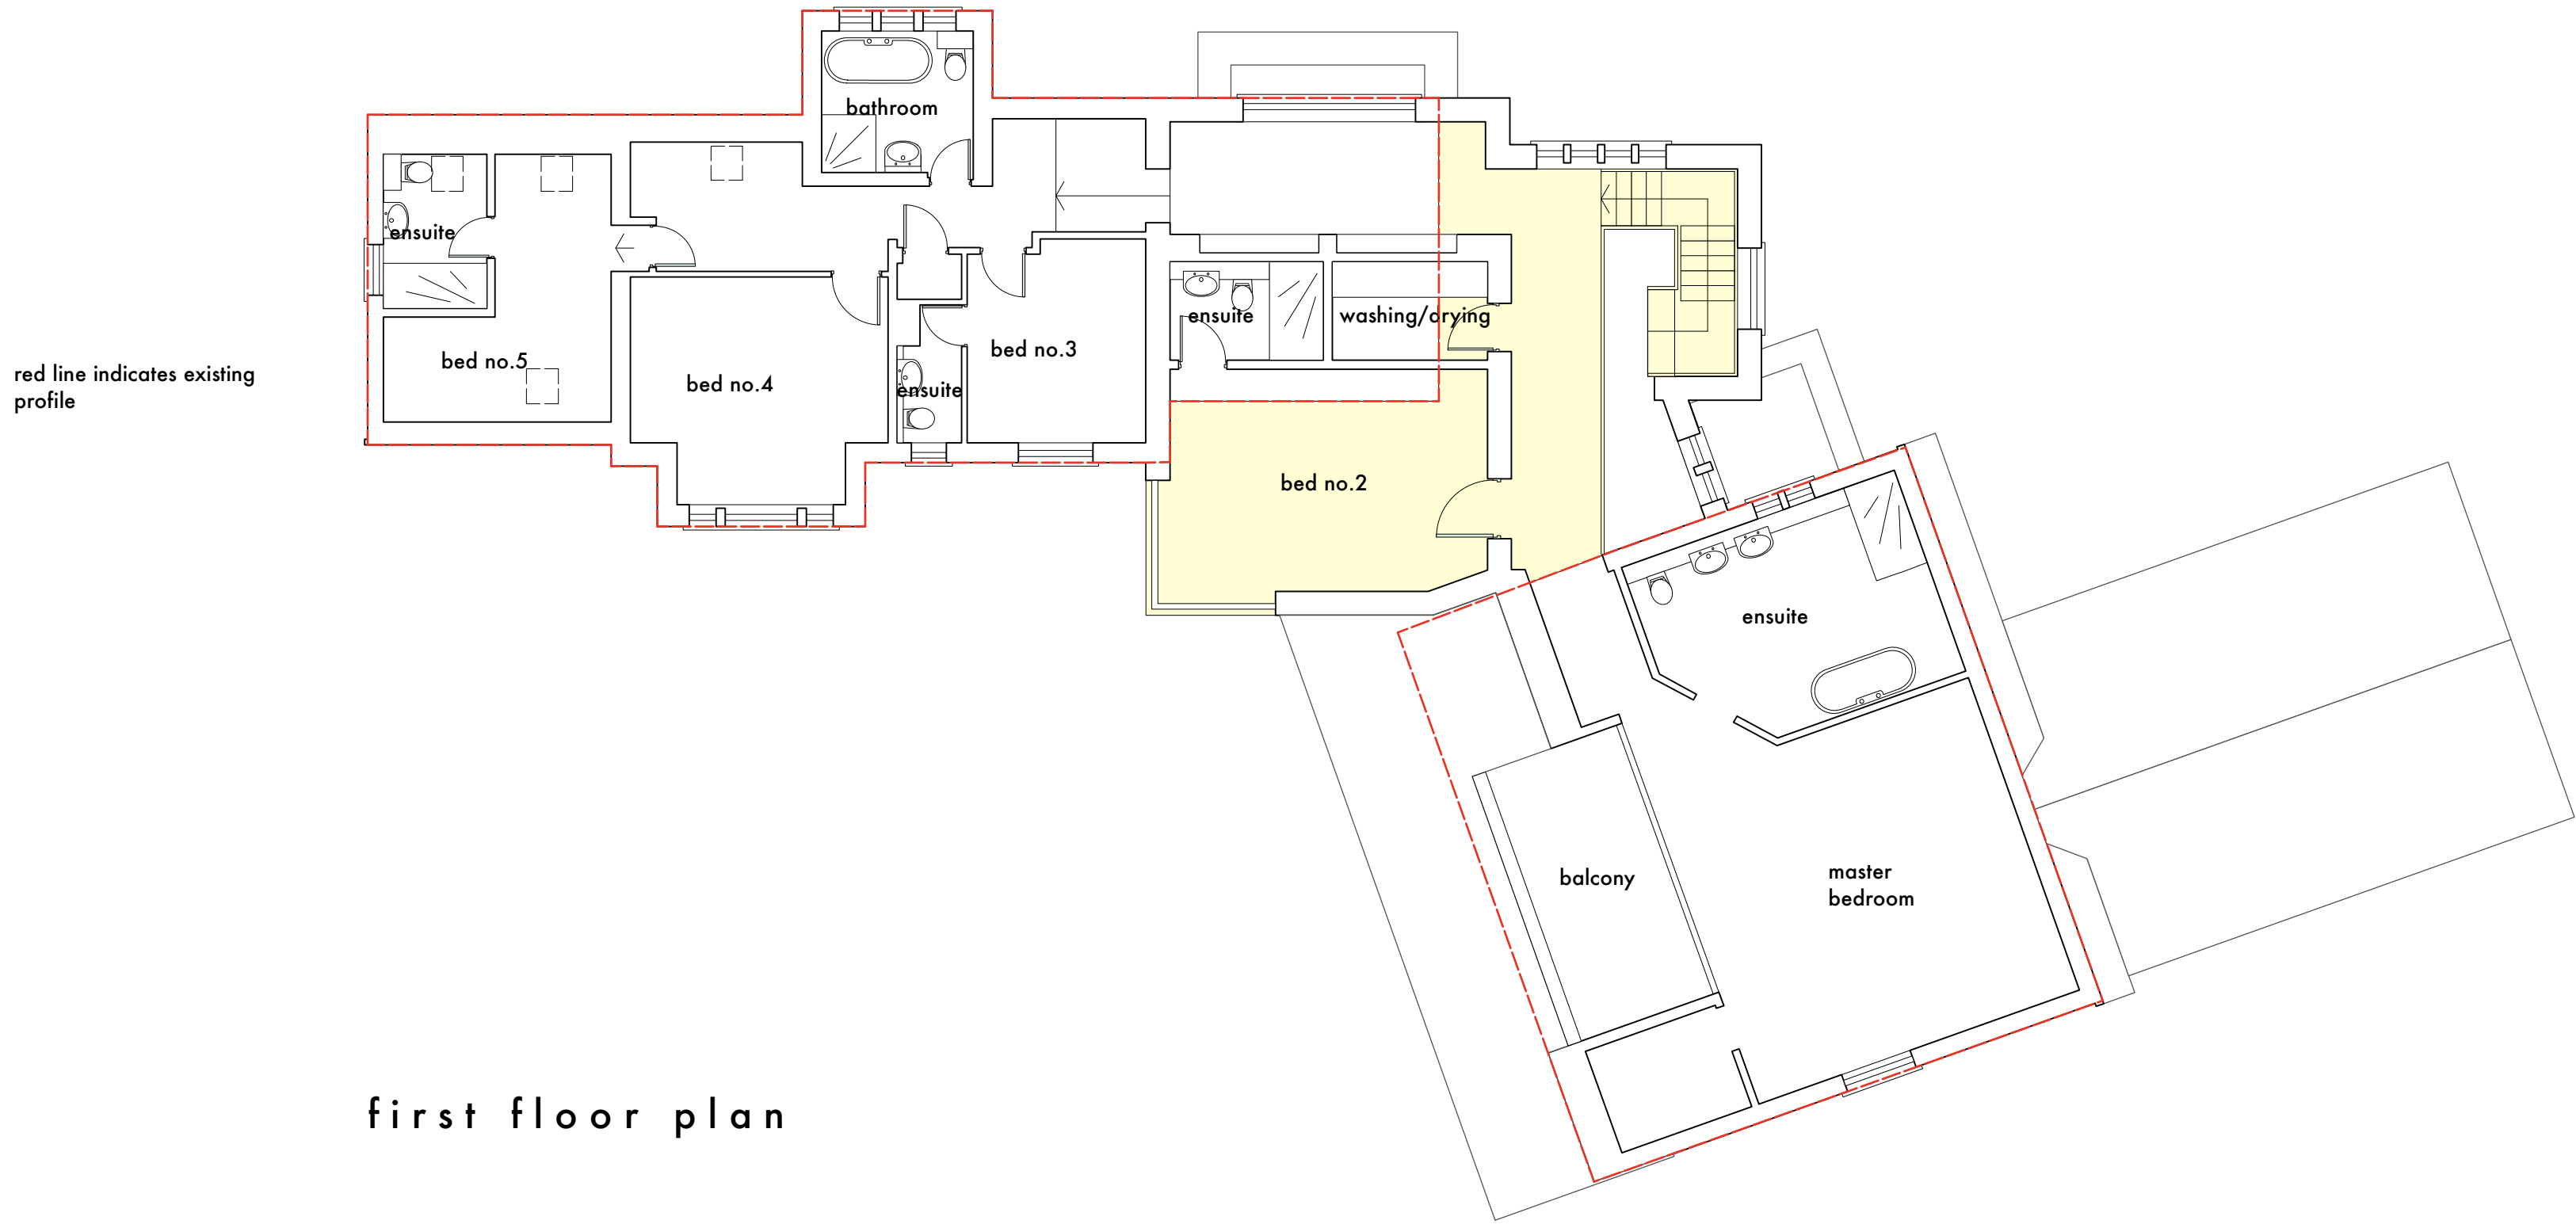 bathroom
ensuite
ensuite
washing/drying
bed no.3
bed no.5
red line indicates existing
profile
bed no.4
ensuite
bed no.2
ensuite
balcony
master
bedroom
first floor plan